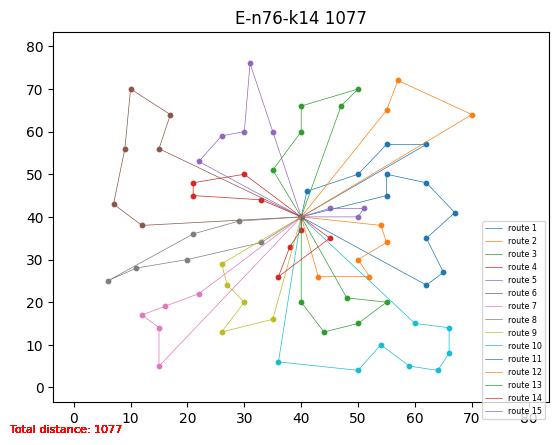 E-n76-k14 1077
80
70
60
50
40
30
20
10
0
0 10 20 30 40 50 60 70 80
route 1
route 2
route 3
route 4
route 5
route 6
route 7
route 8
route 9
route 10
route 11
route 12
route 13
route 14
route 15
Total distance: 1077